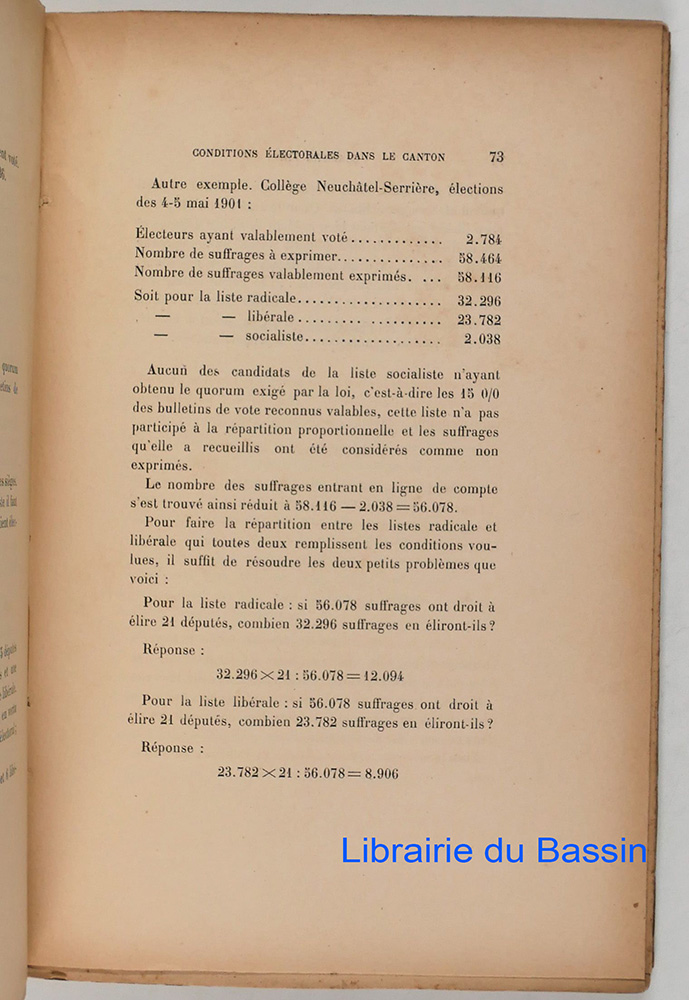 CONDITIONS ÉLECTORALES DANS LE CANTON 73
Autre exemple. Collège Neuchâtel-Serrière, élections
des 4-5 mai 1901 :
Électeurs ayant valablement voté............. 2.784
Nombre de suffrages à exprimer............... 58.464
Nombre de suffrages valablement exprimés. ... 58.116
Soit pour la liste radicale.................... 32.296
— — libérale ........ .......... 23.782
— — socialiste................... 2.038
Aucun des candidats de la liste socialiste n'ayant
obtenu le quorum exigé par la loi, c'est-à-dire les 15 0/0
des bulletins de vote reconnus valables, cette liste n'a pas
participé à la répartition proportionnelle et les suffrages
qu'elle a recueillis ont été considérés comme non
exprimés.
Le nombre des suffrages entrant en ligne de compte
s'est trouvé ainsi réduit à 58.116 — 2.038 = 56.078.
Pour faire la répartition entre les listes radicale et
libérale qui toutes deux remplissent les conditions vou-
lues, il suffit de résoudre les deux petits problèmes que
voici :
Pour la liste radicale : si 56.078 suffrages ont droit à
élire 21 députés, combien 32.296 suffrages en éliront-ils ?
Réponse :
32.296 × 21 : 56.078 = 12.094
Pour la liste libérale : si 56.078 suffrages ont droit à
élire 21 députés, combien 23.782 suffrages en éliront-ils ?
Réponse :
23.782 × 21 : 56.078 = 8.906
Librairie du Bassin